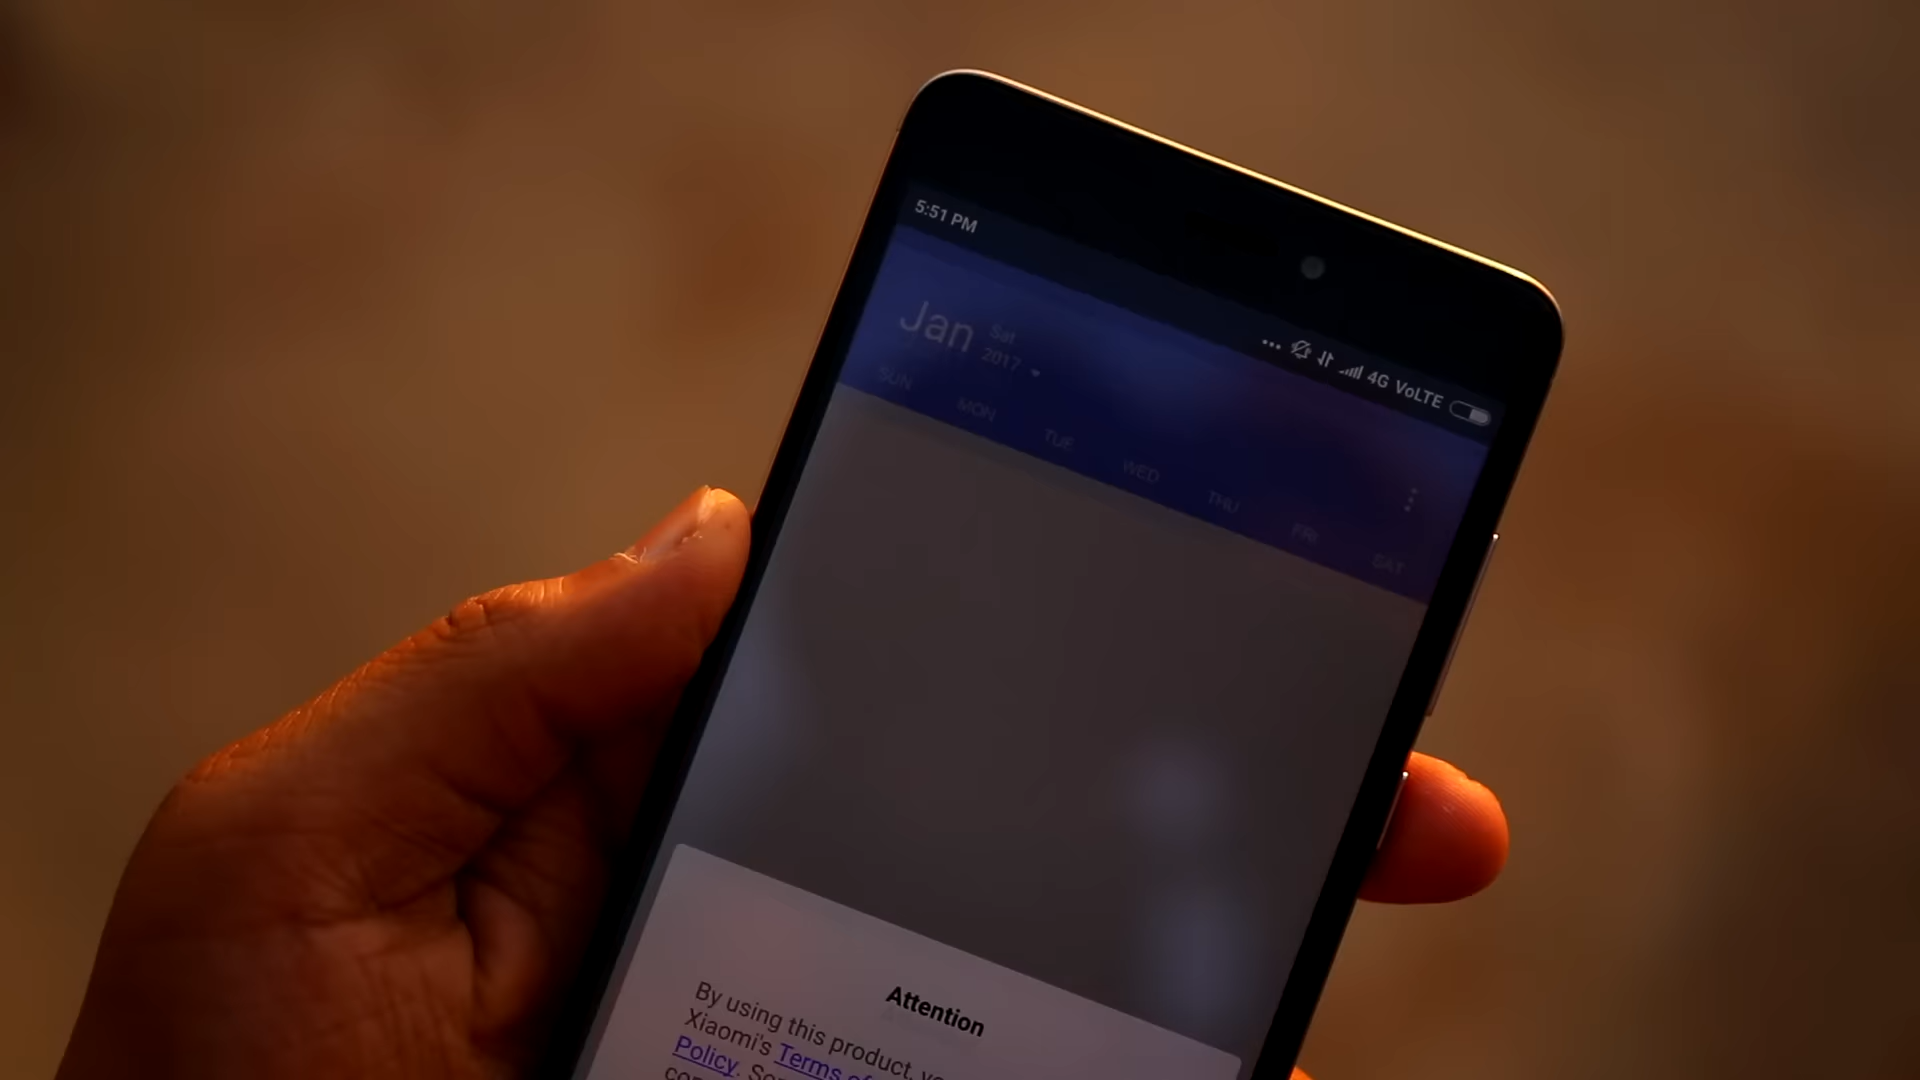 5:51 PM
4G VoLTE
Jan
Sat
2017
SUN MON TUE WED THU FRI SAT
Attention
By using this product,
Xiaomi's Terms of
Policy.